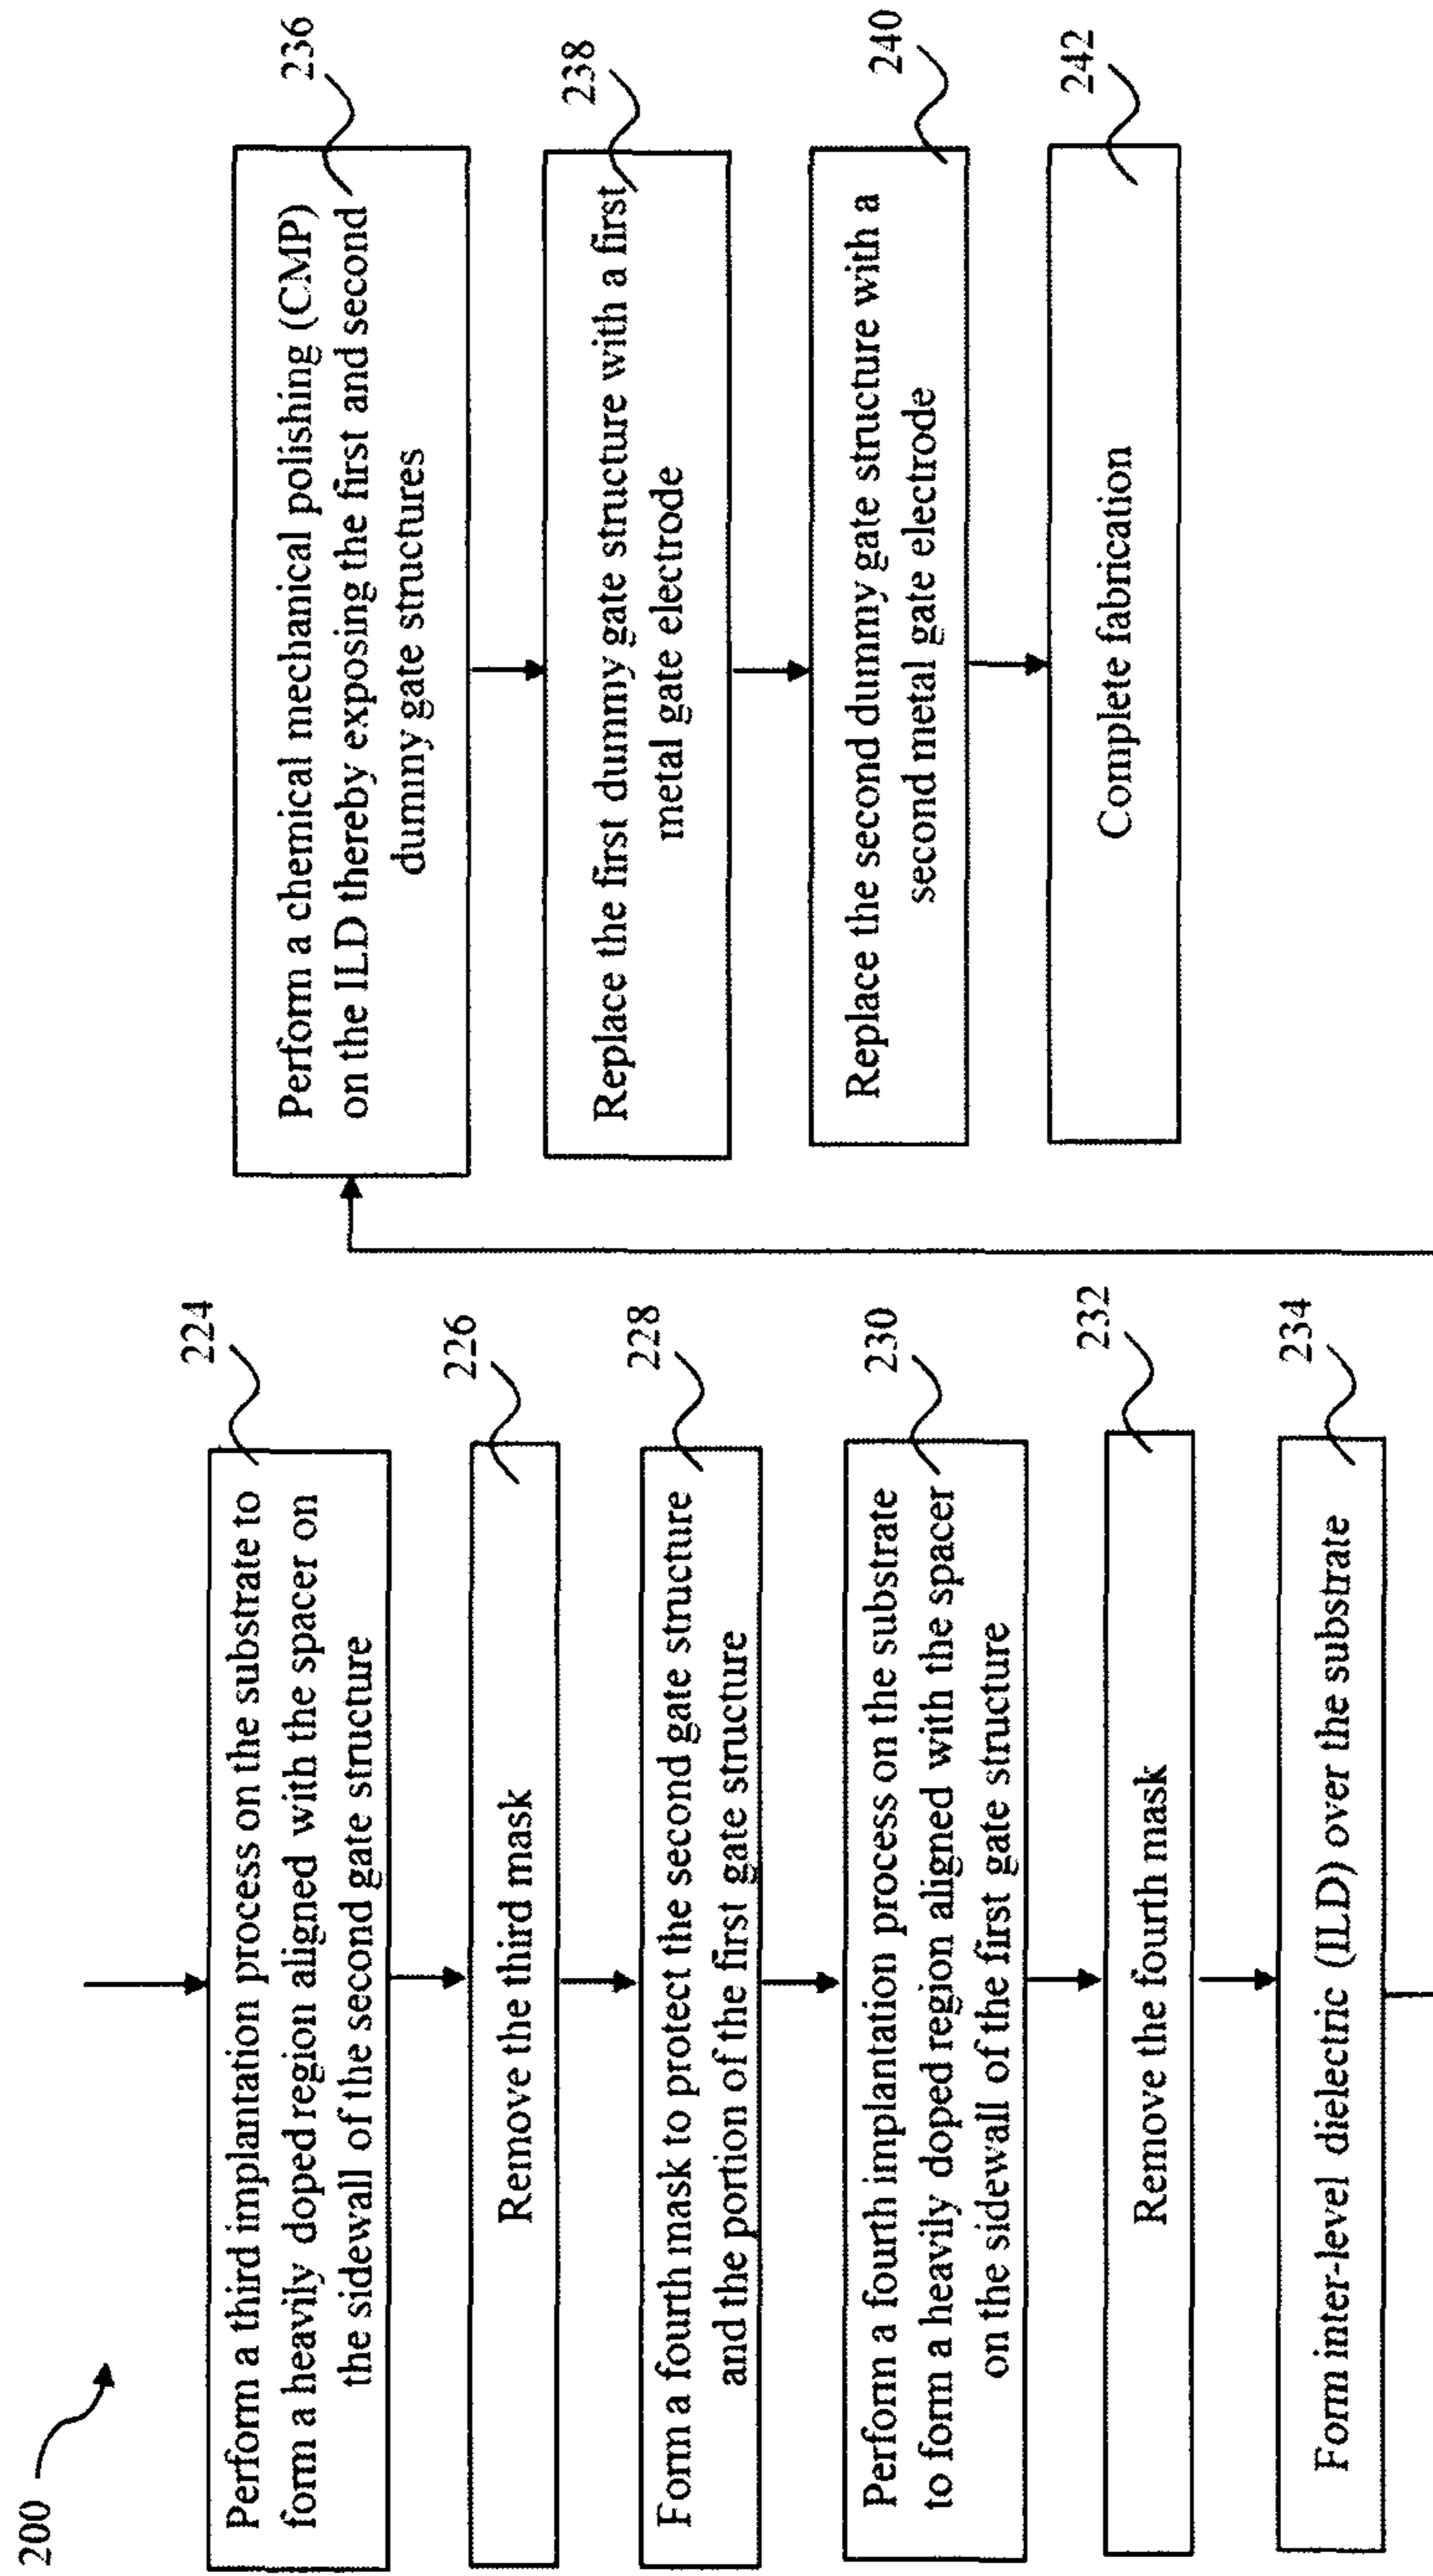 200
224
Perform a third implantation process on the substrate to
form a heavily doped region aligned with the spacer on
the sidewall of the second gate structure
226
Remove the third mask
228
Form a fourth mask to protect the second gate structure
and the portion of the first gate structure
230
Perform a fourth implantation process on the substrate
to form a heavily doped region aligned with the spacer
on the sidewall of the first gate structure
232
Remove the fourth mask
234
Form inter-level dielectric (ILD) over the substrate
236
Perform a chemical mechanical polishing (CMP)
on the ILD thereby exposing the first and second
dummy gate structures
238
Replace the first dummy gate structure with a first
metal gate electrode
240
Replace the second dummy gate structure with a
second metal gate electrode
242
Complete fabrication